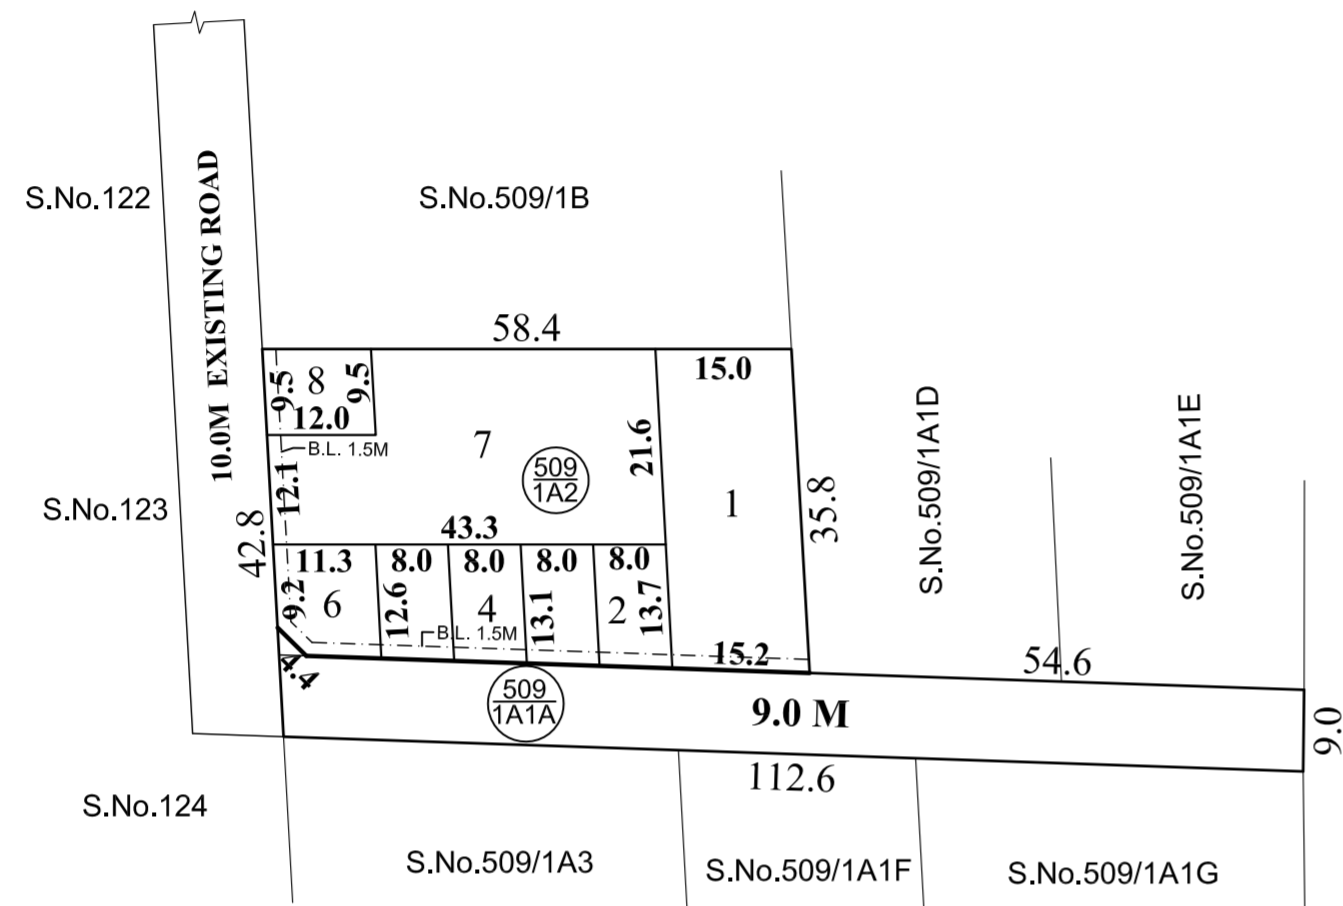 S.No.122
10.0M EXISTING ROAD
S.No.509/1B
58.4
9.5
8
9.5
12.0
15.0
B.L. 1.5M
7
21.6
509
1A2
1
35.8
S.No.509/1A1D
S.No.509/1A1E
S.No.123
42.8
12.1
43.3
11.3
8.0
8.0
8.0
8.0
9.2
6
12.6
4
13.1
2
13.7
B.L. 1.5M
15.2
4.4
54.6
509
1A1A
9.0 M
9.0
112.6
S.No.124
S.No.509/1A3
S.No.509/1A1F
S.No.509/1A1G